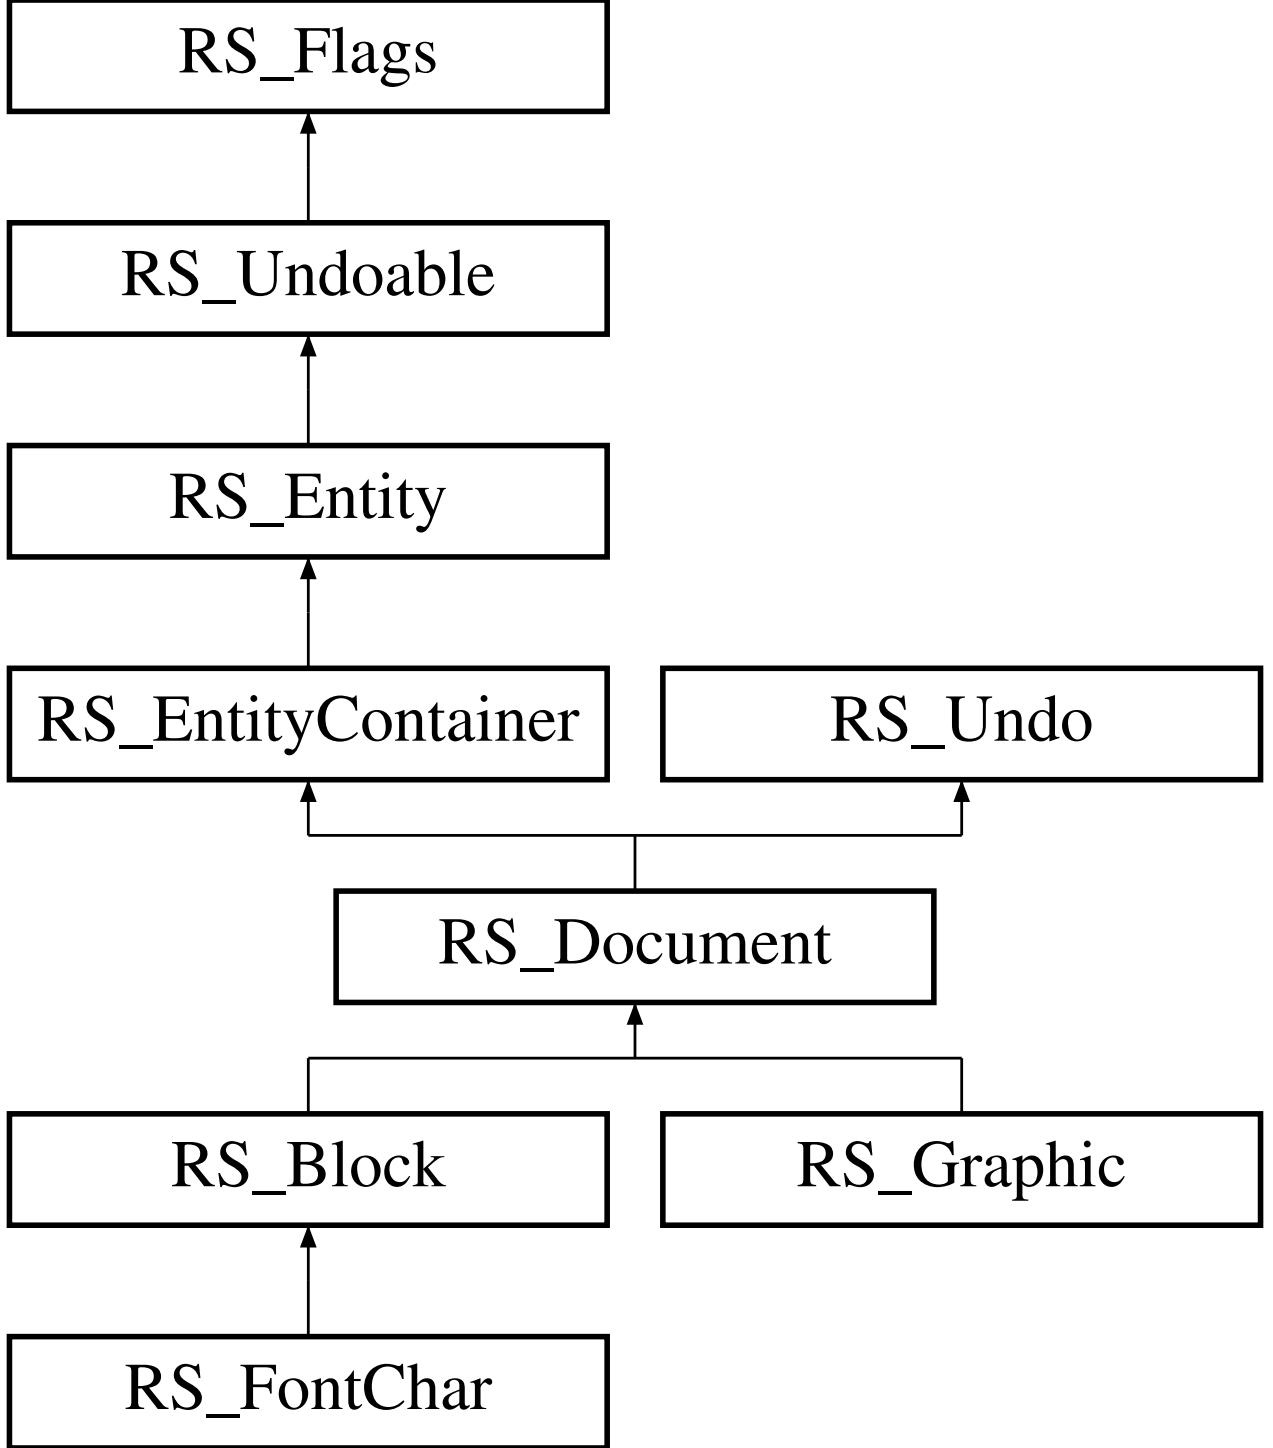 RS_Flags
RS_Undoable
RS_Entity
RS_EntityContainer
RS_Undo
RS_Document
RS_Block
RS_Graphic
RS_FontChar